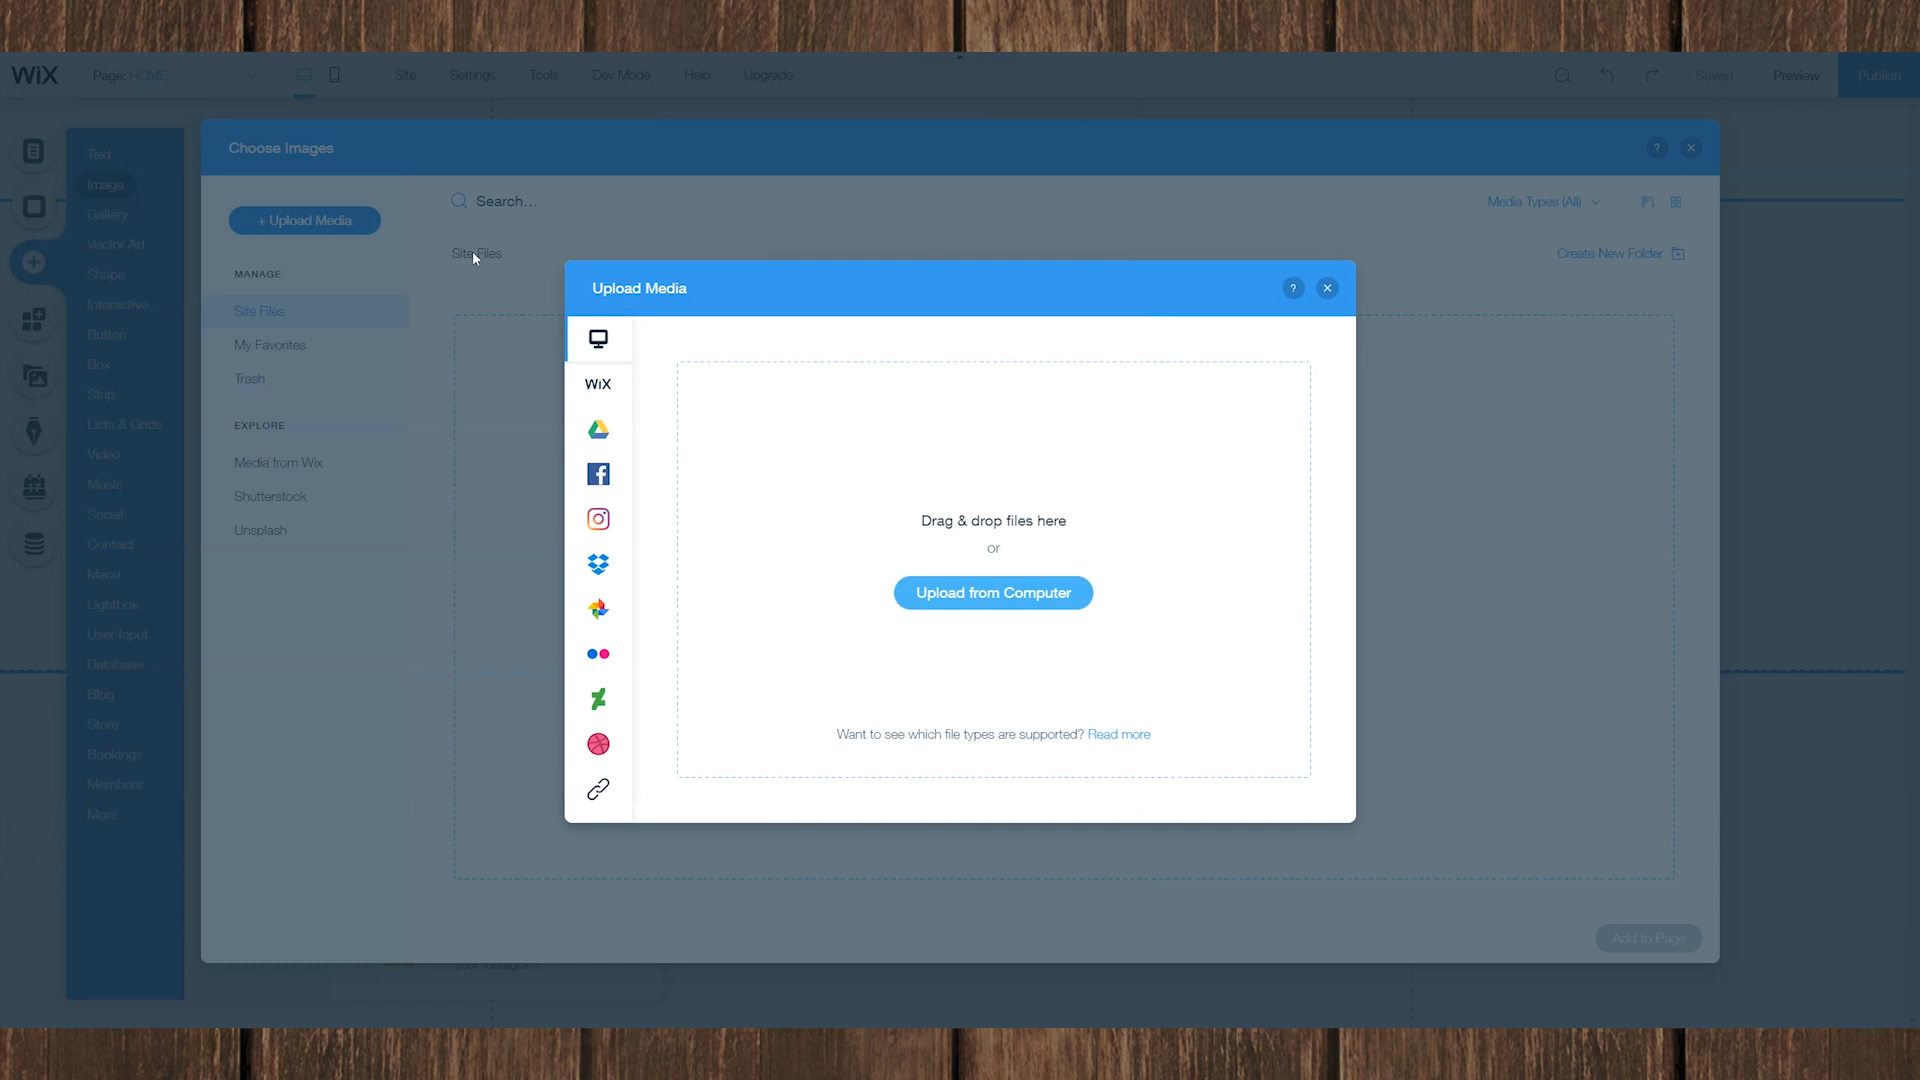 WiX
Page: HOME
Site
Settings
Tools
Dev Mode
Help
Upgrade
Saved
Preview
Publish
Text
Image
Gallery
Vector Art
Shape
Interactive
Button
Box
Strip
Lists & Grids
Video
Music
Social
Contact
Menu
Lightbox
User Input
Database
Blog
Store
Bookings
Members
More
Choose Images
?
+ Upload Media
MANAGE
Site Files
My Favorites
Trash
EXPLORE
Media from Wix
Shutterstock
Unsplash
Search...
Media Types (All)
Site Files
Create New Folder
Upload Media
?
WiX
Drag & drop files here
or
Upload from Computer
Want to see which file types are supported? Read more
Add to Page
your Instagram.